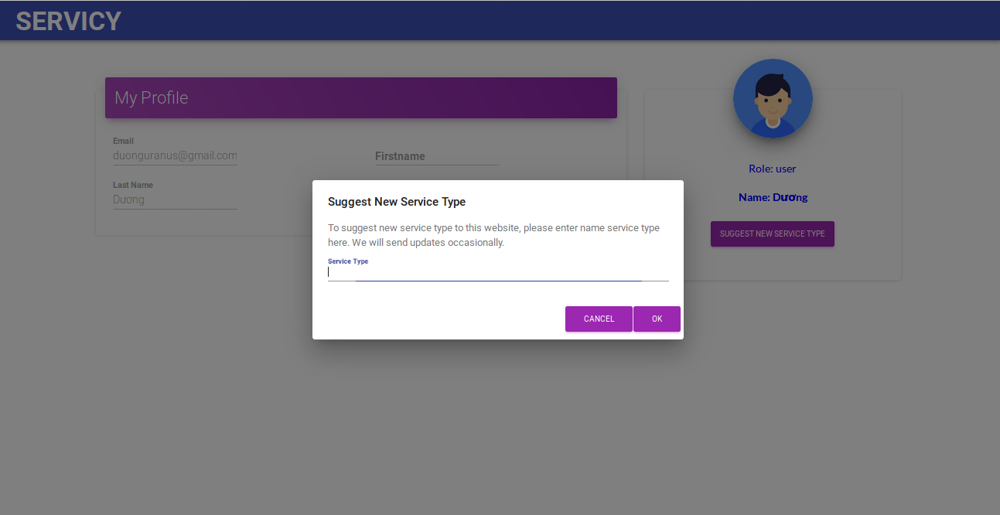 SERVICY
My Profile
Email
duonguranus@gmail.com
Firstname
Last Name
Dương
Role: user
Name: Dương
SUGGEST NEW SERVICE TYPE
Suggest New Service Type
To suggest new service type to this website, please enter name service type
here. We will send updates occasionally.
Service Type
CANCEL
OK